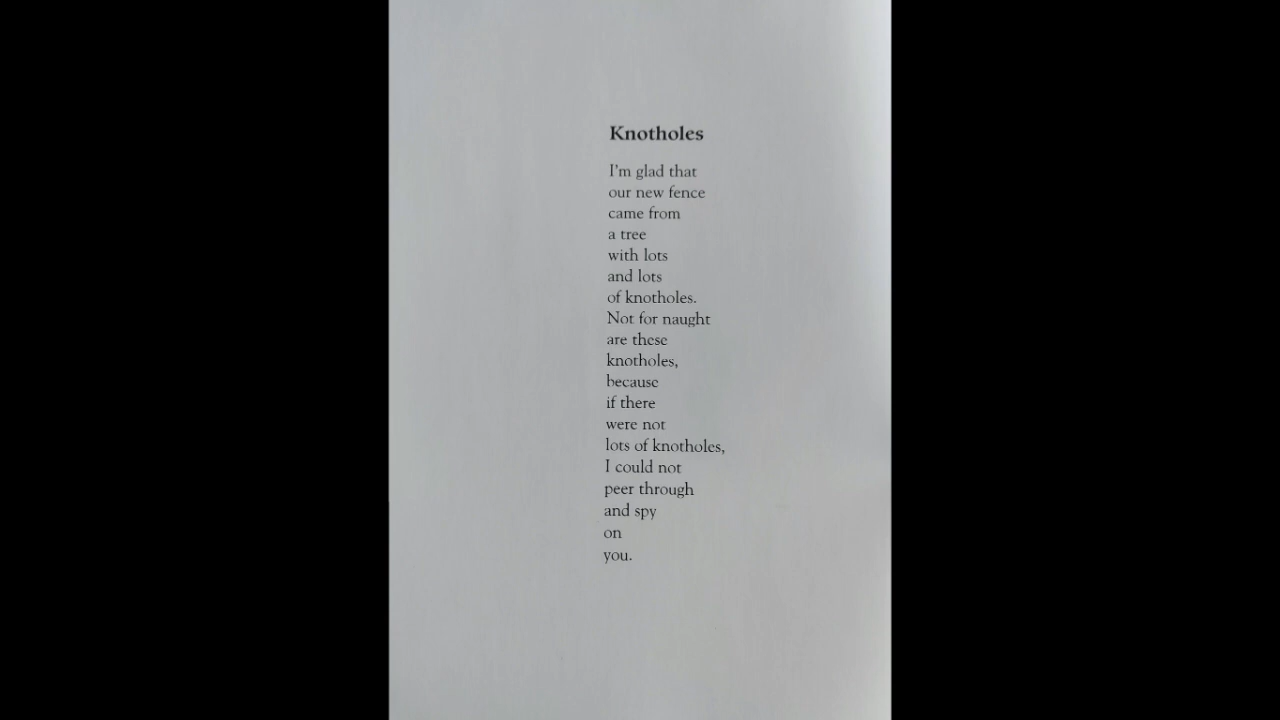 Knotholes
I'm glad that
our new fence
came from
a tree
with lots
and lots
of knotholes.
Not for naught
are these
knotholes,
because
if there
were not
lots of knotholes,
I could not
peer through
and spy
on
you.